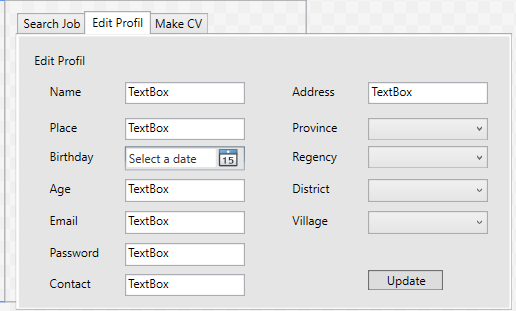 Search Job Edit Profil Make CV
Edit Profil
Name TextBox Address TextBox
Place TextBox Province
Birthday Select a date 15 Regency
Age TextBox District
Email TextBox Village
Password TextBox
Contact TextBox Update